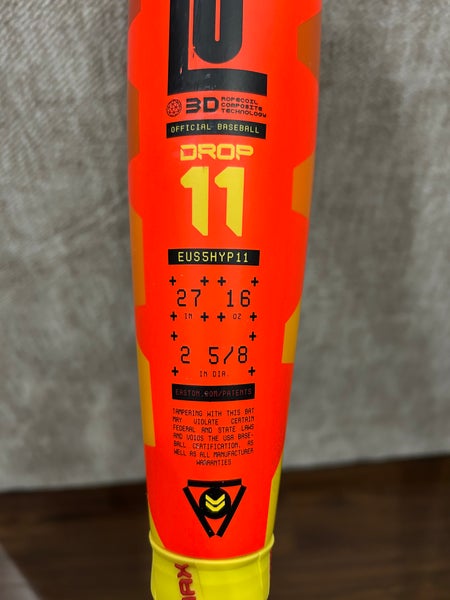 3D ROPECOIL
COMPOSITE
TECHNOLOGY
OFFICIAL BASEBALL
DROP
11
EUS5HYP11
27 16
IN OZ
2 5/8
IN DIA.
EASTON.COM/PATENTS
TAMPERING WITH THIS BAT
MAY VIOLATE CERTAIN
FEDERAL AND STATE LAWS
AND VOIDS THE USA BASE-
BALL CERTIFICATION, AS
WELL AS ALL MANUFACTURER
WARRANTIES